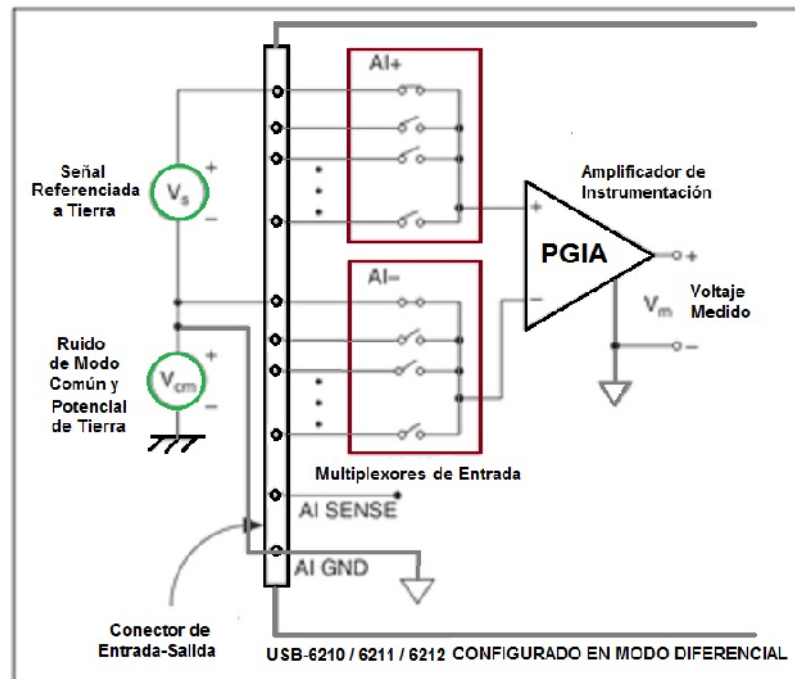 AI+
Señal
Referenciada
a Tierra
+
Vs
−
Amplificador de
Instrumentación
+
PGIA
−
+
Vm
−
Voltaje
Medido
AI−
Ruido
de Modo
Común y
Potencial
de Tierra
+
Vcm
−
Multiplexores de Entrada
AI SENSE
AI GND
Conector de
Entrada-Salida
USB-6210 / 6211 / 6212 CONFIGURADO EN MODO DIFERENCIAL